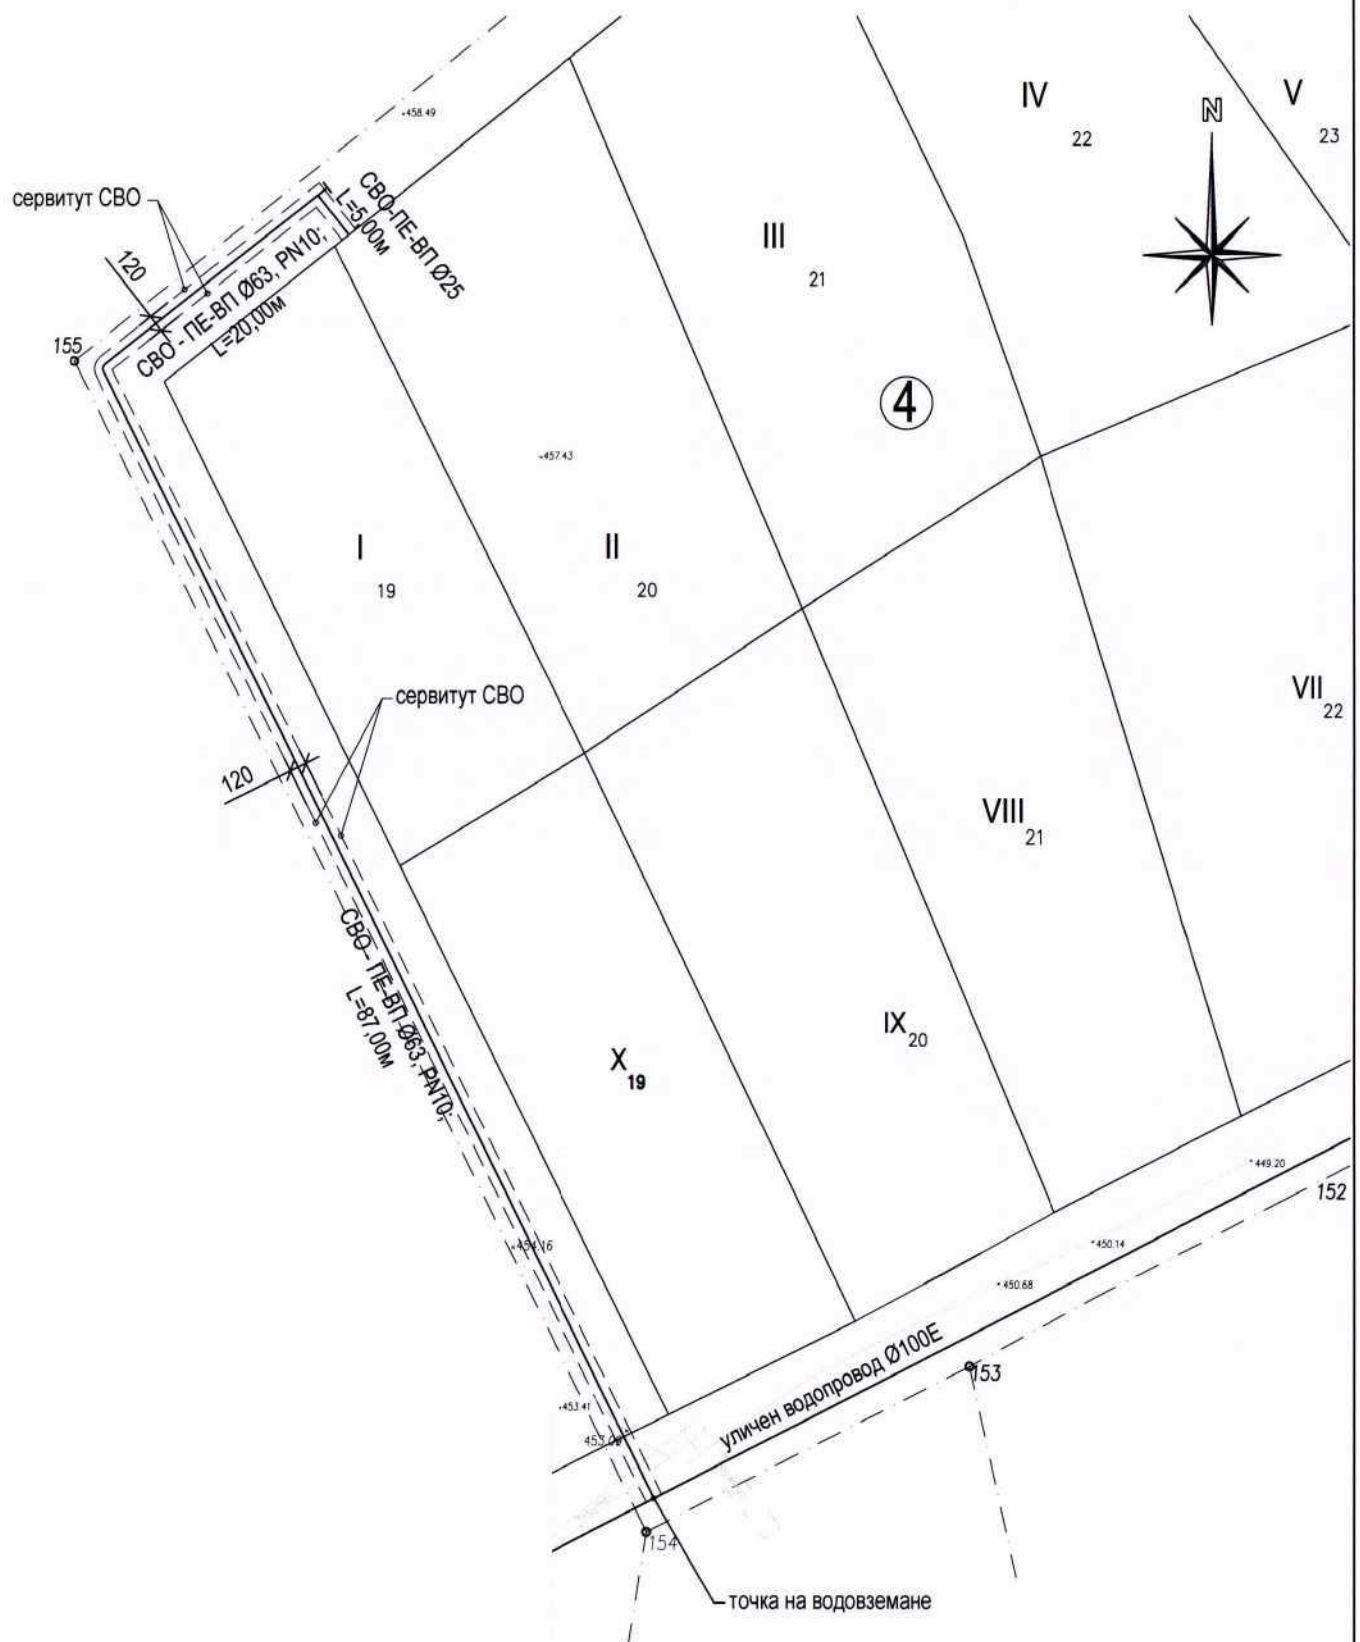 IV
22
V
23
N
+458.49
сервитут СВО
СВО-ПЕ-ВП Ø25
L=5,00м
III
21
120
СВО - ПЕ-ВП Ø63, PN10;
L=20,00м
155
4
+457.43
I
19
II
20
сервитут СВО
VII
22
120
VIII
21
СВО - ПЕ-ВП Ø63, PN10;
L=87,00м
IX
20
X
19
449.20
152
450.14
454.16
450.68
уличен водопровод Ø100Е
153
+453.41
154
точка на водовземане